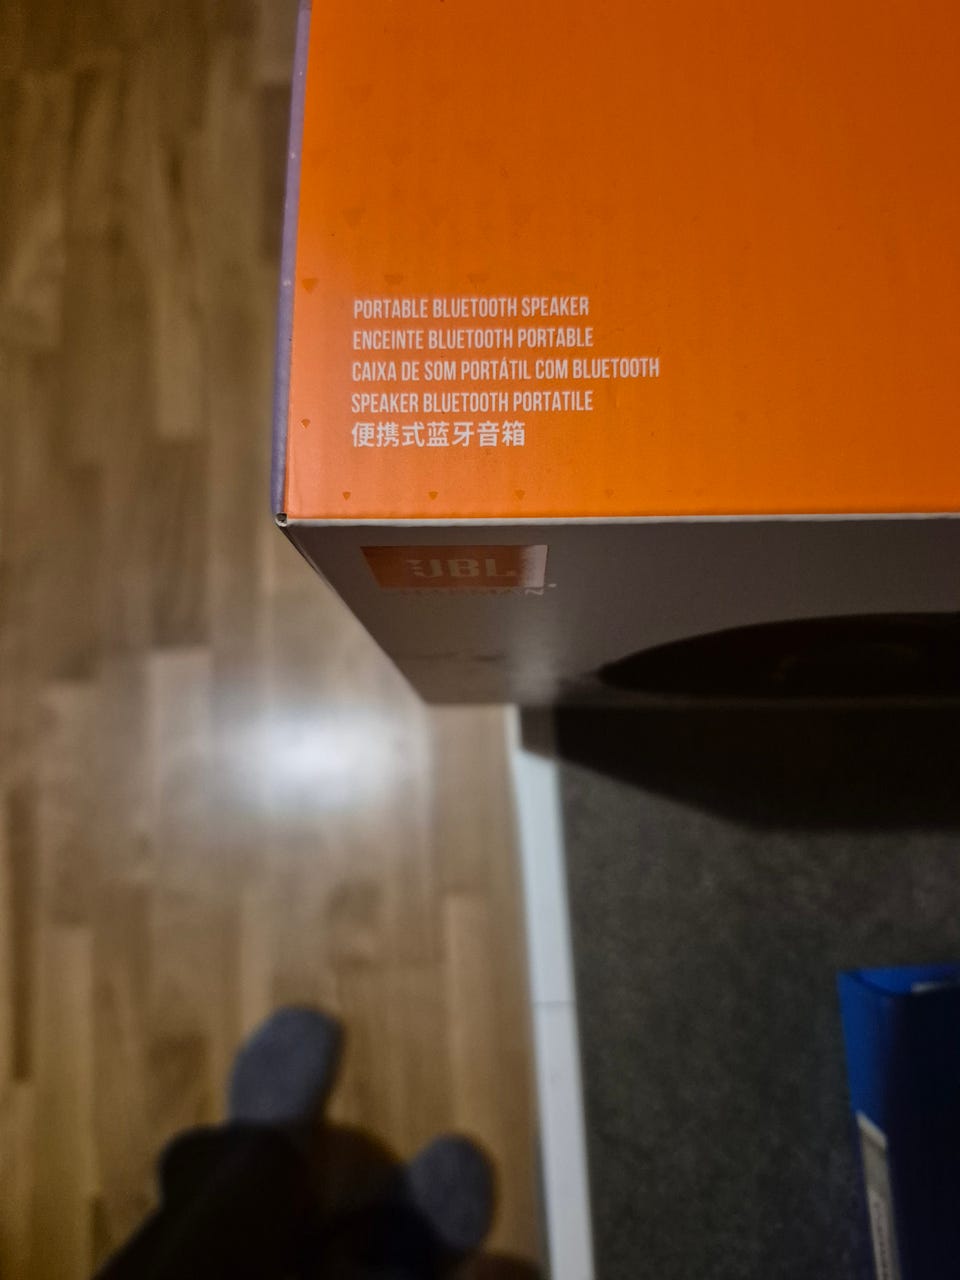 PORTABLE BLUETOOTH SPEAKER
ENCEINTE BLUETOOTH PORTABLE
CAIXA DE SOM PORTÁTIL COM BLUETOOTH
SPEAKER BLUETOOTH PORTATILE
便携式蓝牙音箱
JBL